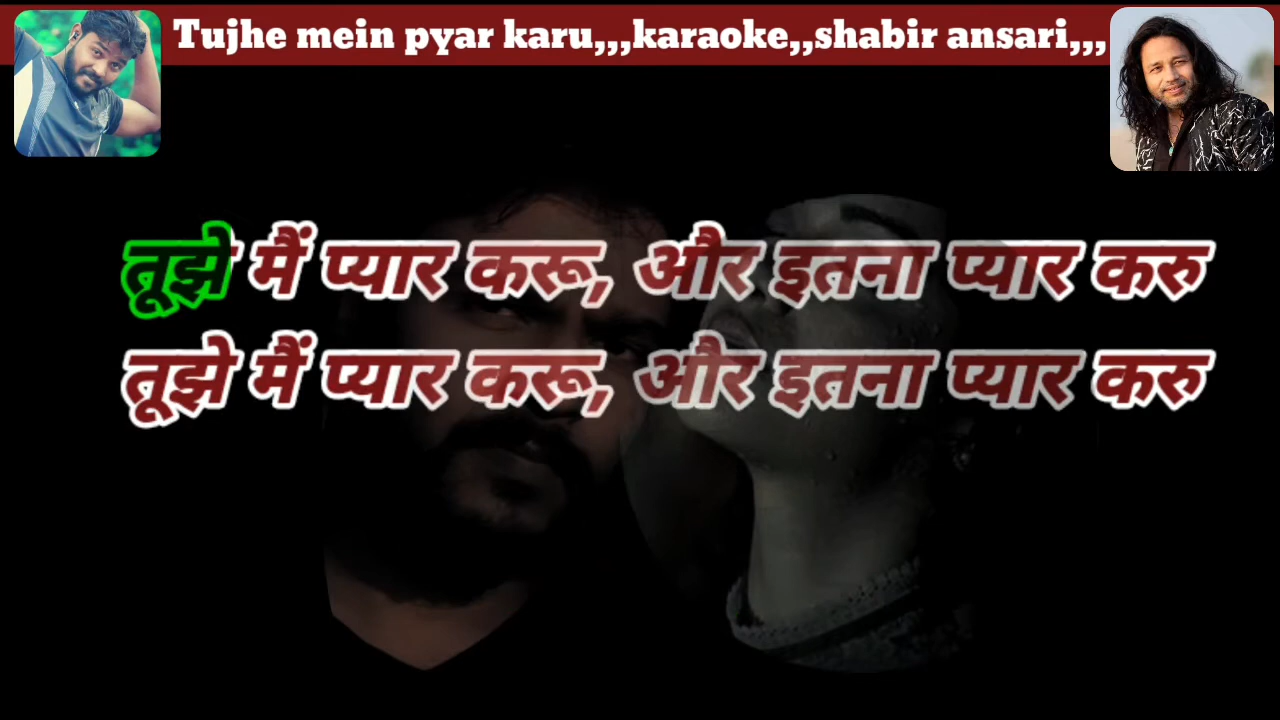 Tujhe mein pyar karu,,,karaoke,,shabir ansari,,,
तूझे मैं प्यार करू, और इतना प्यार करु
तूझे मैं प्यार करू, और इतना प्यार करु